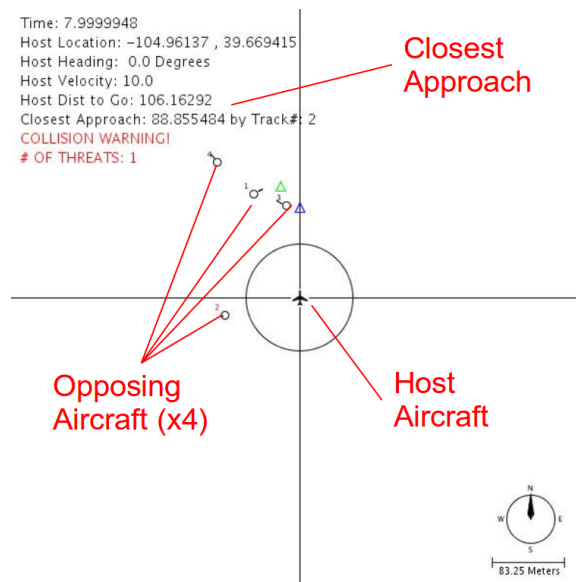 Time: 7.9999948
Host Location: −104.96137 , 39.669415
Host Heading: 0.0 Degrees
Host Velocity: 10.0
Host Dist to Go: 106.16292
Closest Approach: 88.855484 by Track#: 2
COLLISION WARNING!
# OF THREATS: 1
Closest
Approach
4
1
3
2
Opposing
Aircraft (x4)
Host
Aircraft
N
W E
S
83.25 Meters